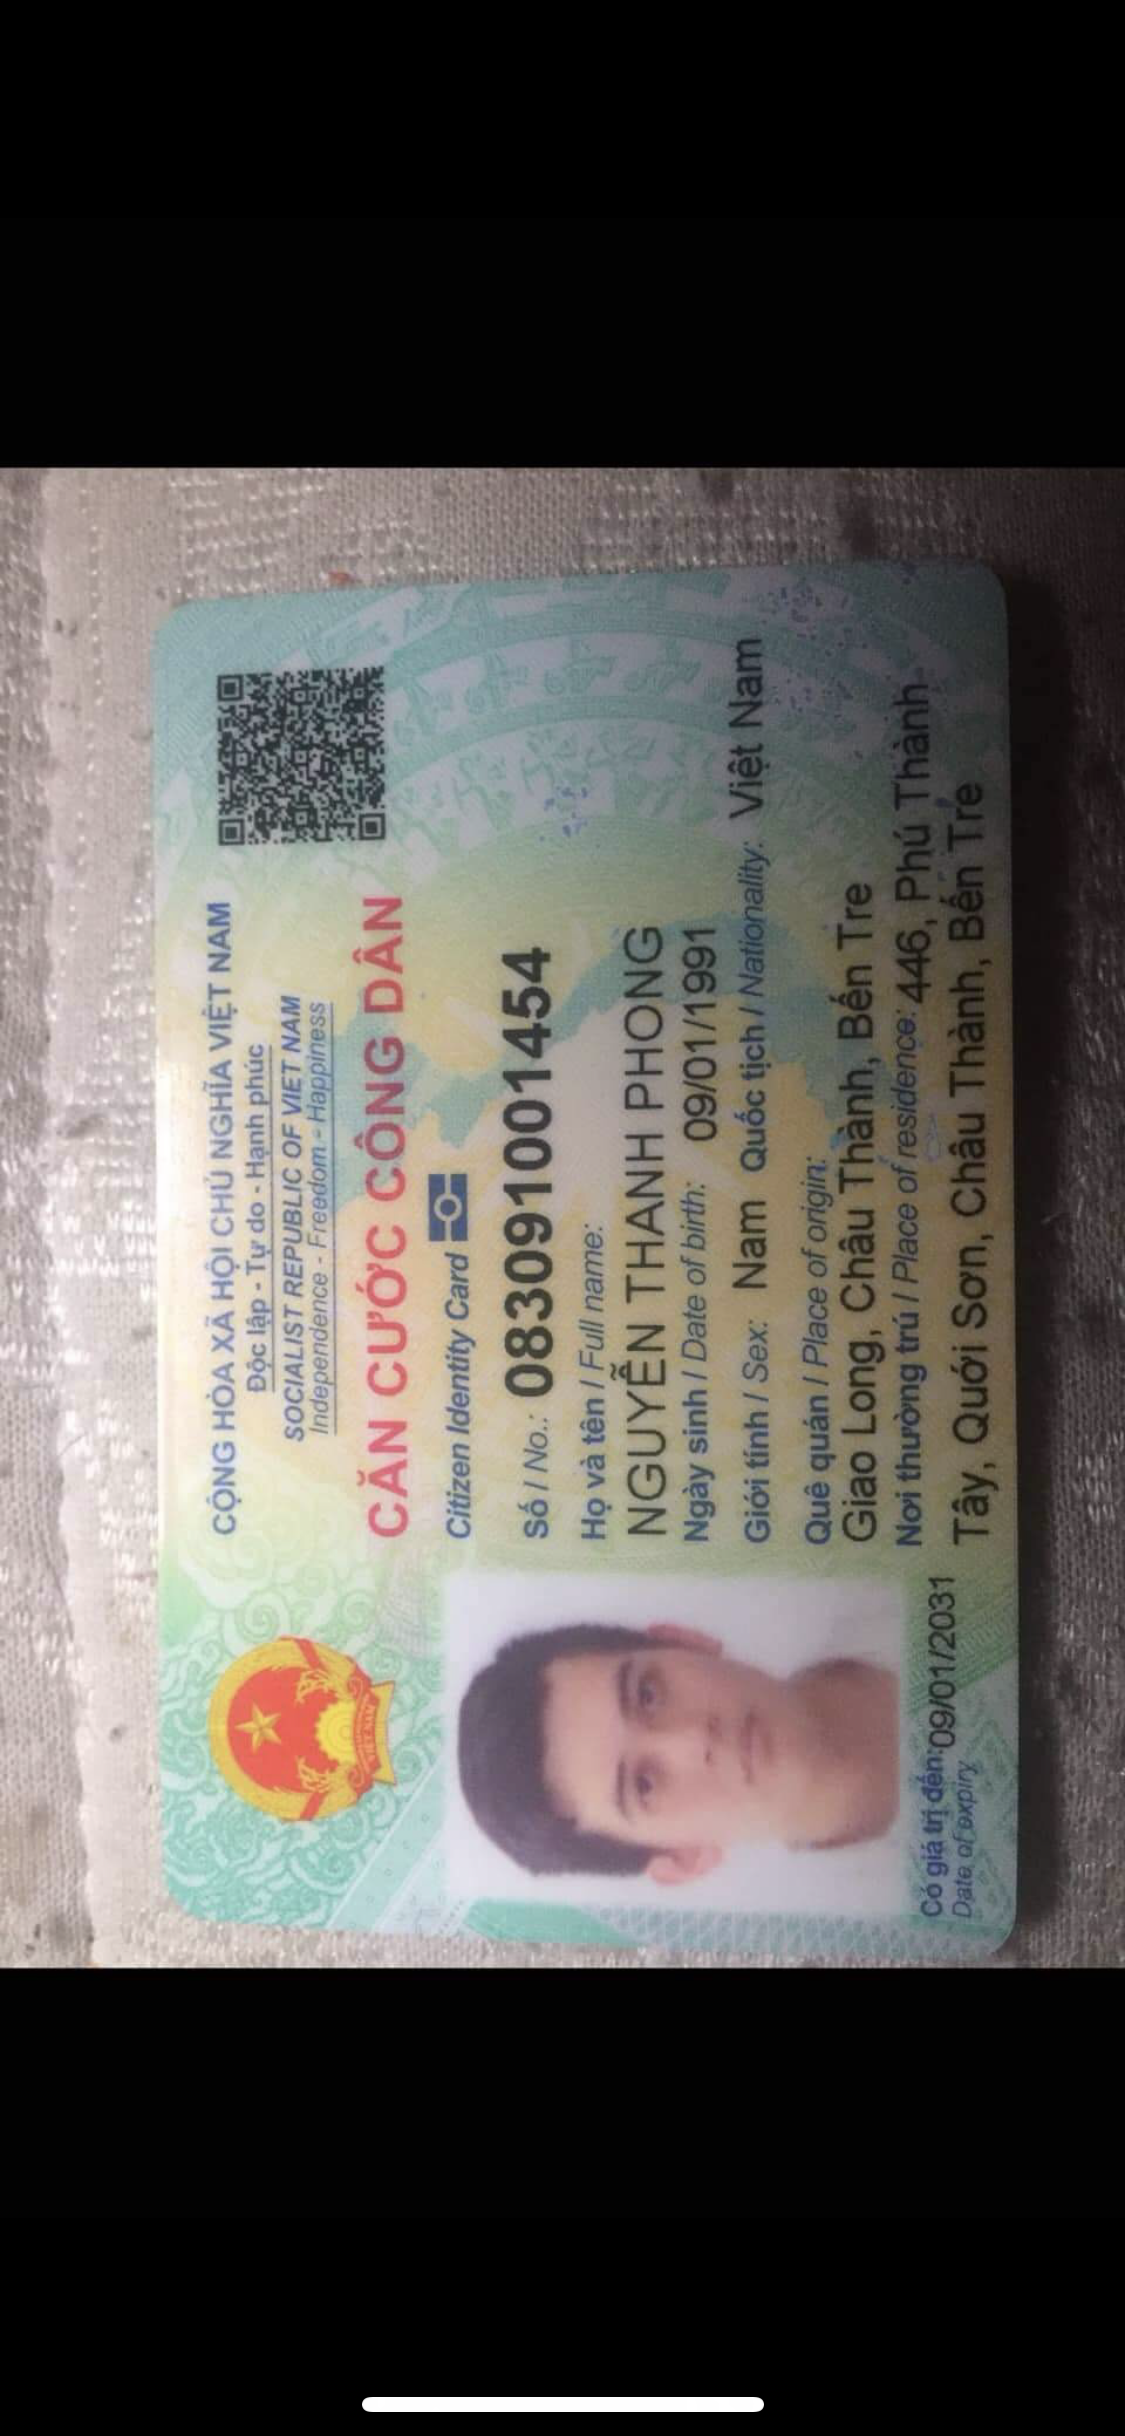 CỘNG HÒA XÃ HỘI CHỦ NGHĨA VIỆT NAM
Độc lập - Tự do - Hạnh phúc
SOCIALIST REPUBLIC OF VIET NAM
Independence - Freedom - Happiness
CĂN CƯỚC CÔNG DÂN
Citizen Identity Card
Số / No.: 083091001454
Họ và tên / Full name:
NGUYỄN THANH PHONG
Ngày sinh / Date of birth: 09/01/1991
Giới tính / Sex: Nam Quốc tịch / Nationality: Việt Nam
Quê quán / Place of origin:
Giao Long, Châu Thành, Bến Tre
Nơi thường trú / Place of residence: 446, Phú Thành
Tây, Quới Sơn, Châu Thành, Bến Tre
Có giá trị đến: 09/01/2031
Date of expiry
VIỆT NAM